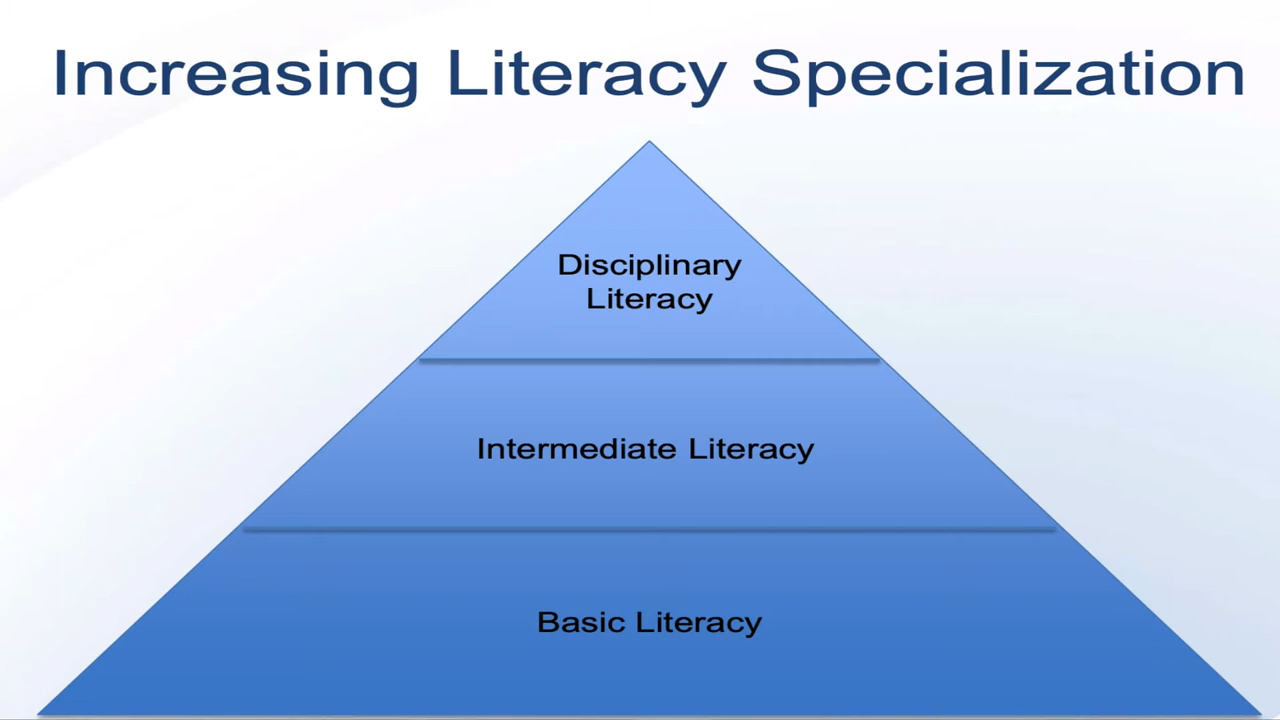 Increasing Literacy Specialization
Disciplinary
Literacy
Intermediate Literacy
Basic Literacy